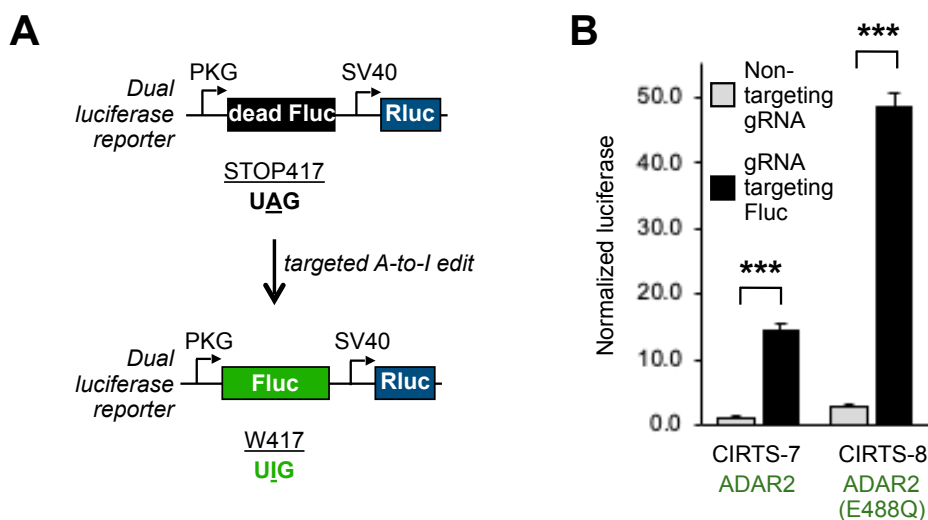 A
PKG
SV40
Dual
luciferase
reporter
dead Fluc
Rluc
STOP417
UAG
targeted A-to-I edit
PKG
SV40
Dual
luciferase
reporter
Fluc
Rluc
W417
UIG
B
***
***
Normalized luciferase
50.0
40.0
30.0
20.0
10.0
0.0
Non-
targeting
gRNA
gRNA
targeting
Fluc
CIRTS-7
ADAR2
CIRTS-8
ADAR2
(E488Q)